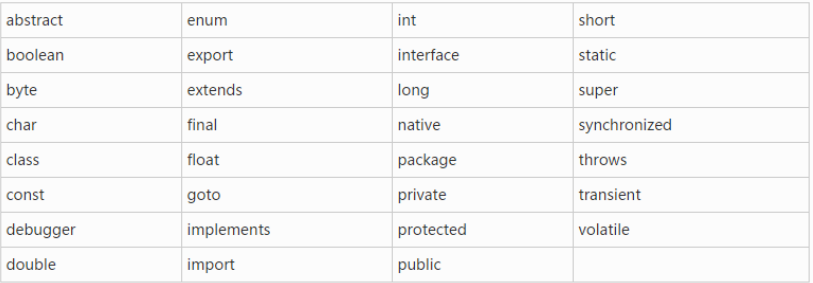 abstract enum int short
boolean export interface static
byte extends long super
char final native synchronized
class float package throws
const goto private transient
debugger implements protected volatile
double import public